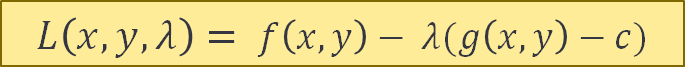 L(x, y, λ) = f(x, y) − λ(g(x, y) − c)